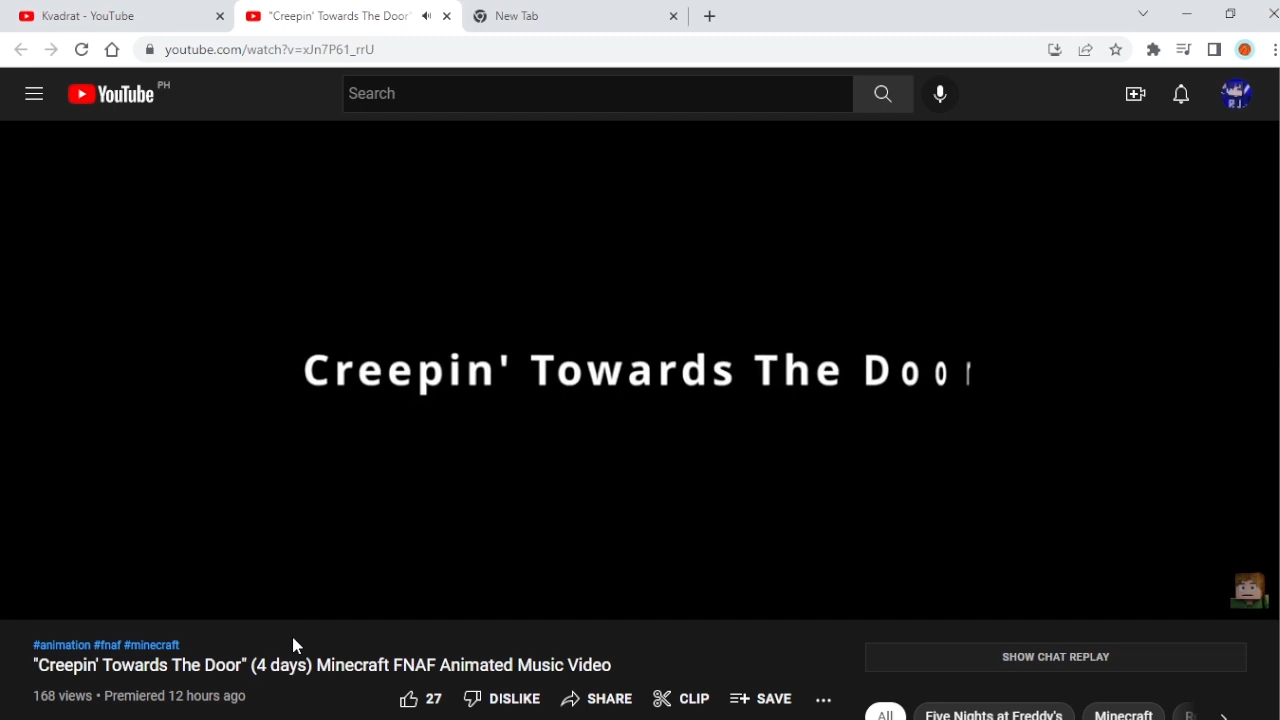 Kvadrat - YouTube
"Creepin' Towards The Door"
New Tab
youtube.com/watch?v=xJn7P61_rrU
YouTube PH
Search
R J
Creepin' Towards The Door
#animation #fnaf #minecraft
"Creepin' Towards The Door" (4 days) Minecraft FNAF Animated Music Video
168 views • Premiered 12 hours ago
27 DISLIKE SHARE CLIP SAVE
SHOW CHAT REPLAY
All Five Nights at Freddy's Minecraft